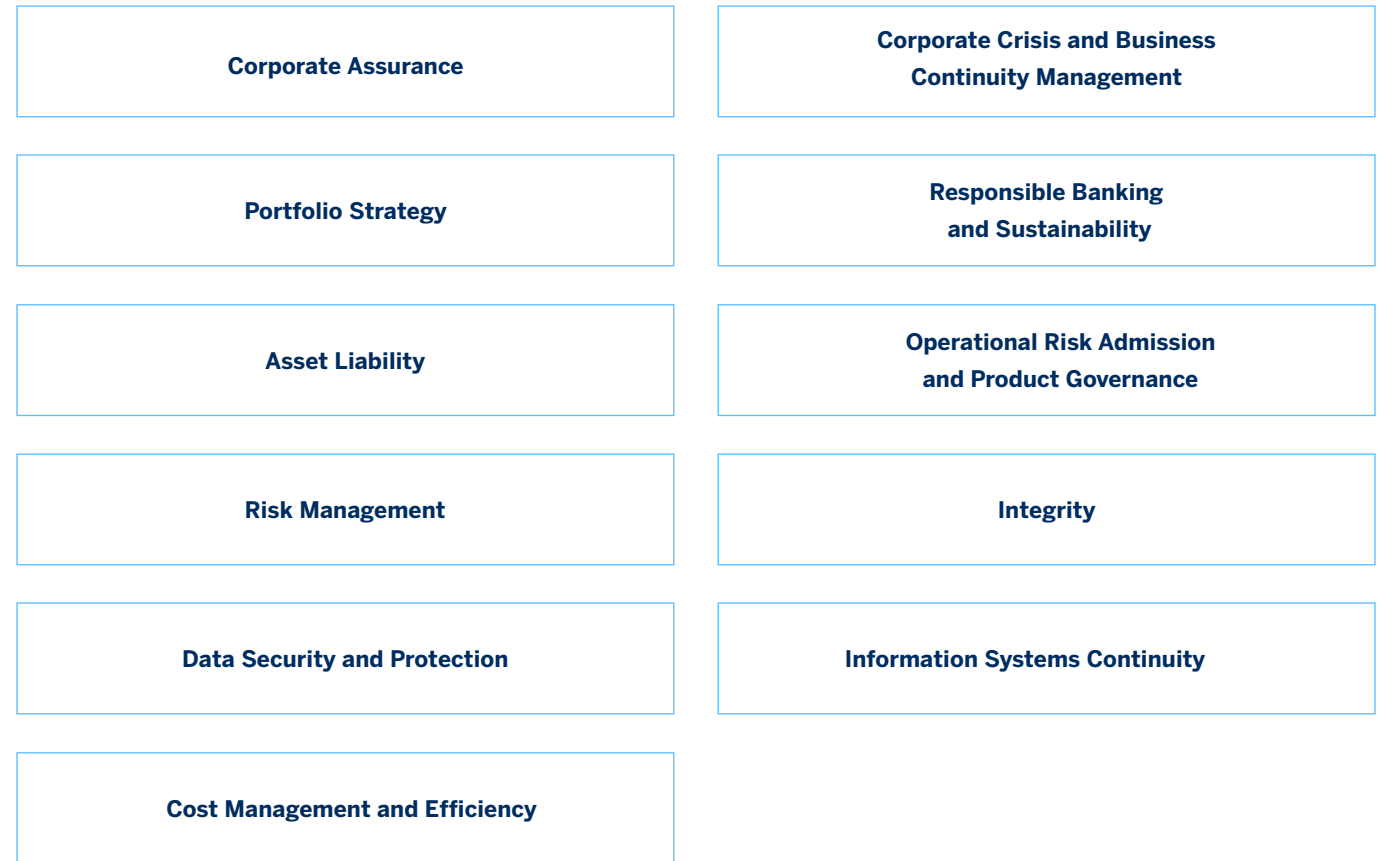 Corporate Assurance
Corporate Crisis and Business
Continuity Management
Portfolio Strategy
Responsible Banking
and Sustainability
Asset Liability
Operational Risk Admission
and Product Governance
Risk Management
Integrity
Data Security and Protection
Information Systems Continuity
Cost Management and Efficiency